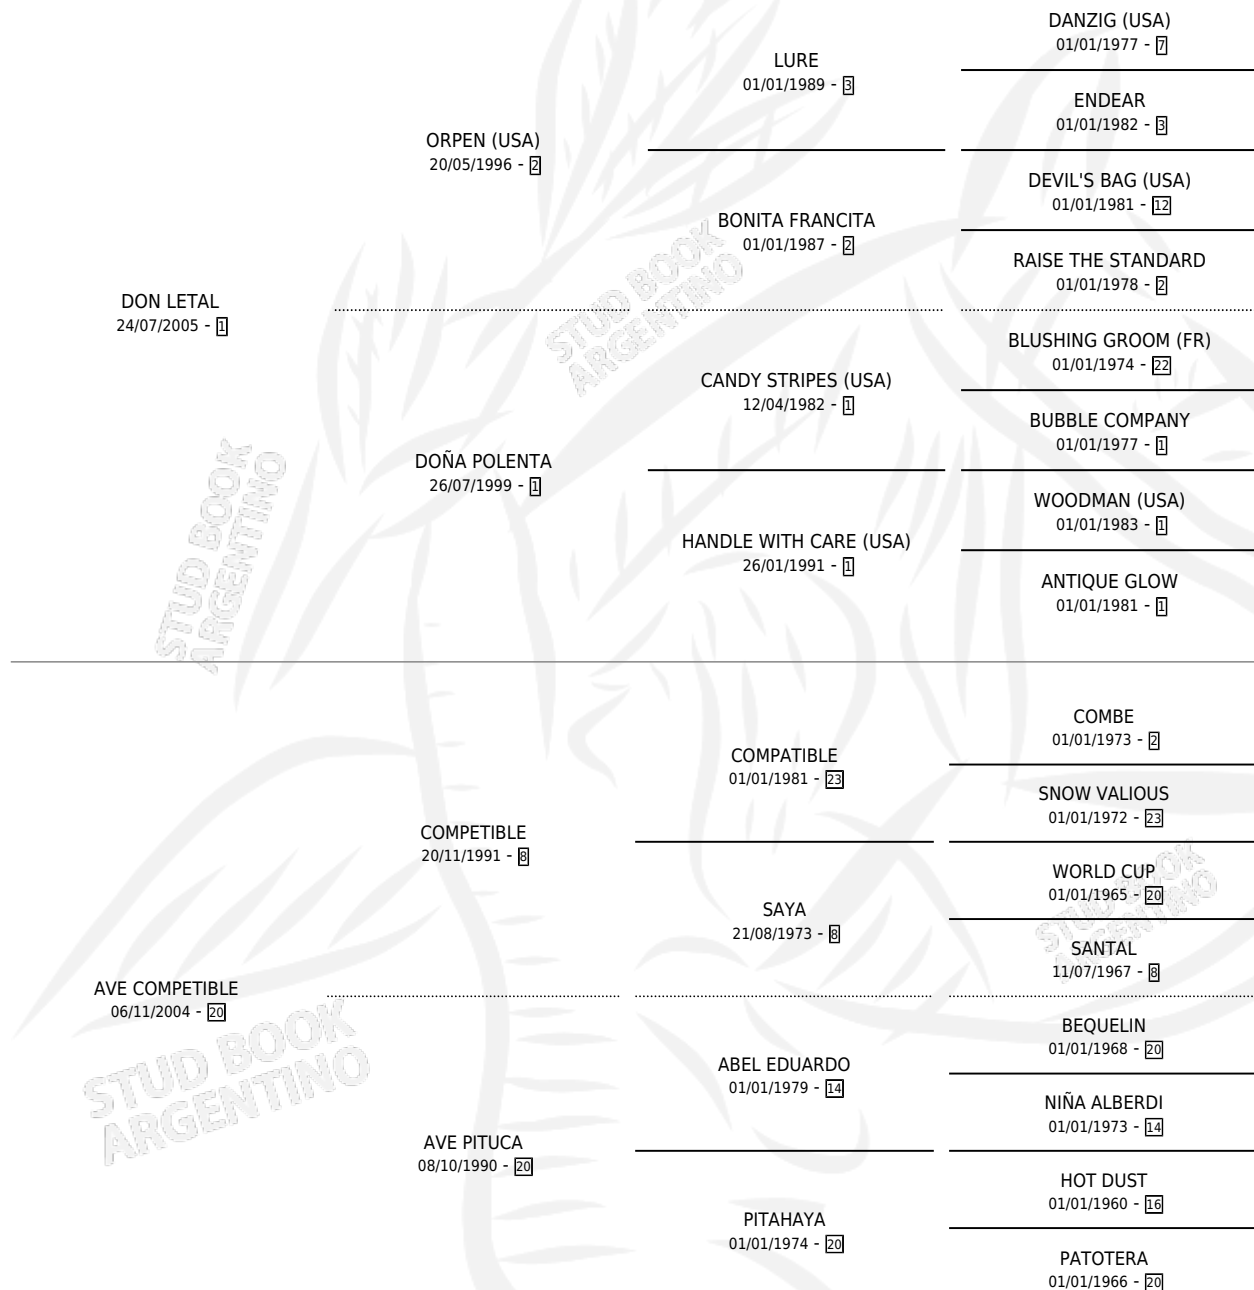 DANZIG (USA)
01/01/1977 - 7
LURE
01/01/1989 - 3
ENDEAR
01/01/1982 - 3
ORPEN (USA)
20/05/1996 - 2
DEVIL'S BAG (USA)
01/01/1981 - 12
BONITA FRANCITA
01/01/1987 - 2
RAISE THE STANDARD
01/01/1978 - 2
DON LETAL
24/07/2005 - 1
STUD BOOK
ARGENTINO
BLUSHING GROOM (FR)
01/01/1974 - 22
CANDY STRIPES (USA)
12/04/1982 - 1
BUBBLE COMPANY
01/01/1977 - 1
DOÑA POLENTA
26/07/1999 - 1
WOODMAN (USA)
01/01/1983 - 1
HANDLE WITH CARE (USA)
26/01/1991 - 1
ANTIQUE GLOW
01/01/1981 - 1
STUD BOOK
ARGENTINO
COMBE
01/01/1973 - 2
COMPATIBLE
01/01/1981 - 23
SNOW VALIOUS
01/01/1972 - 23
COMPETIBLE
20/11/1991 - 8
WORLD CUP
01/01/1965 - 20
SAYA
21/08/1973 - 8
SANTAL
11/07/1967 - 8
STUD BOOK
ARGENTINO
AVE COMPETIBLE
06/11/2004 - 20
BEQUELIN
01/01/1968 - 20
ABEL EDUARDO
01/01/1979 - 14
NIÑA ALBERDI
01/01/1973 - 14
STUD BOOK
ARGENTINO
AVE PITUCA
08/10/1990 - 20
HOT DUST
01/01/1960 - 16
PITAHAYA
01/01/1974 - 20
PATOTERA
01/01/1966 - 20